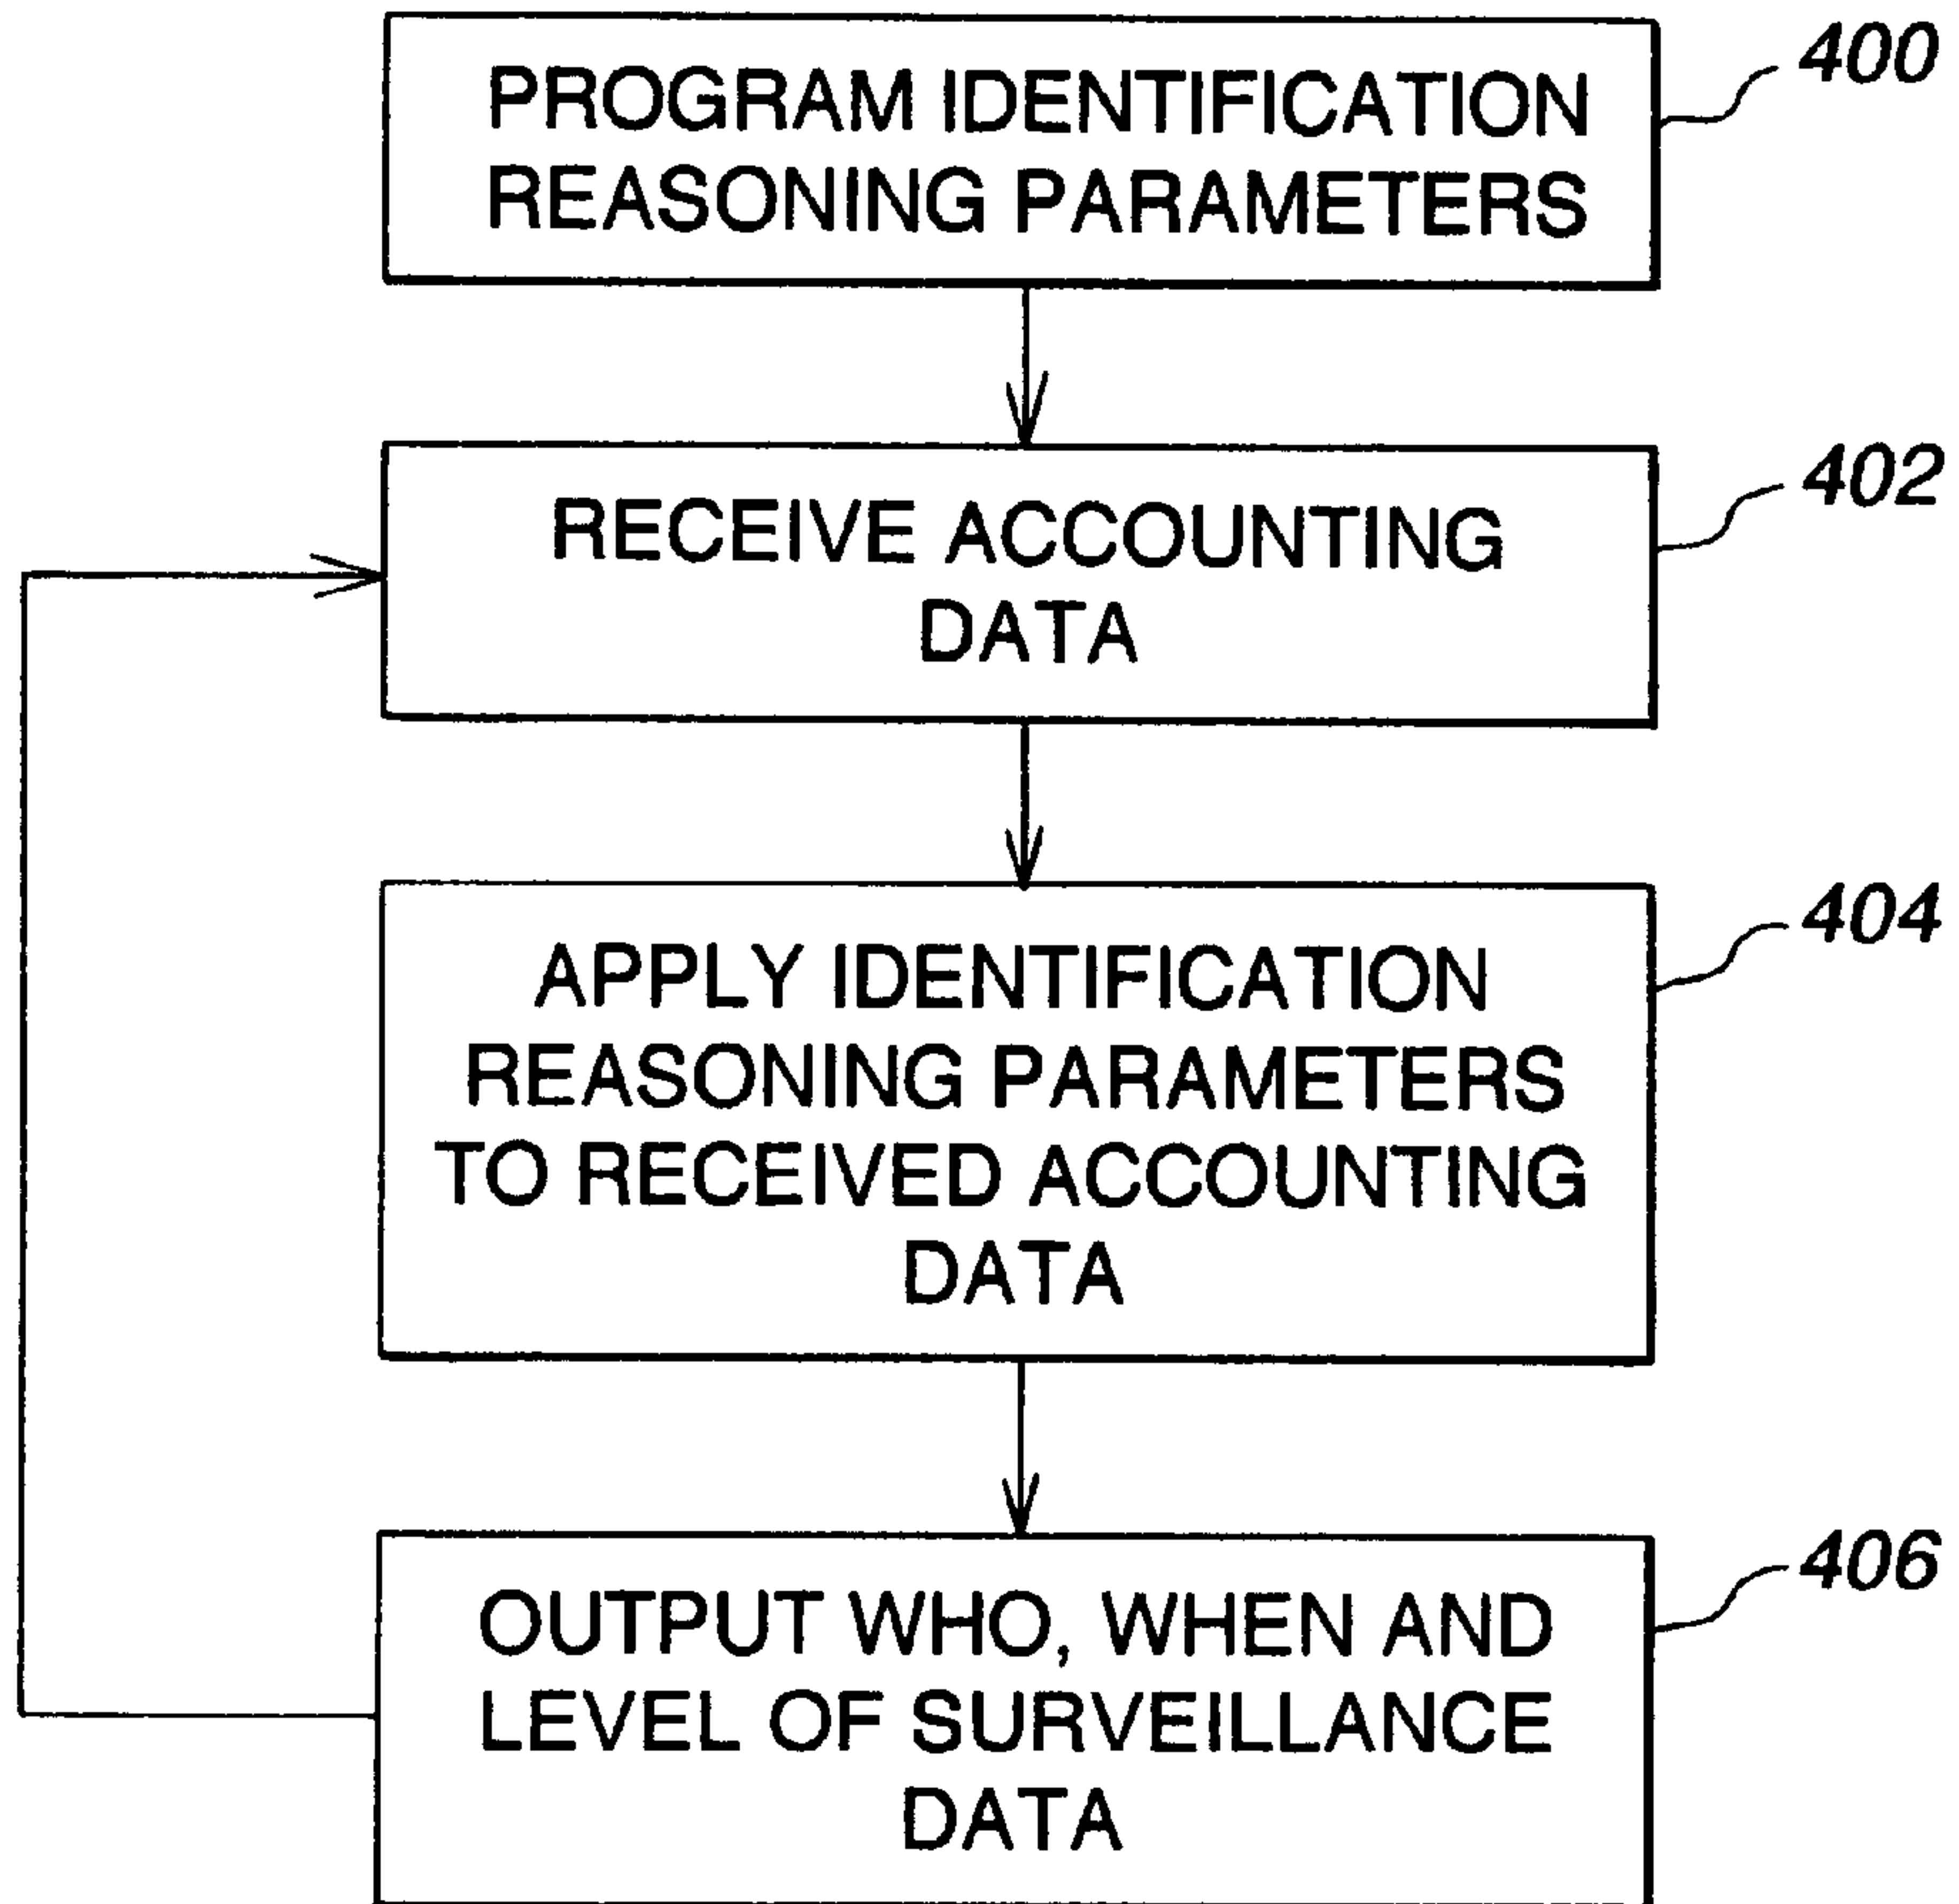 PROGRAM IDENTIFICATION
REASONING PARAMETERS
400
RECEIVE ACCOUNTING
DATA
402
APPLY IDENTIFICATION
REASONING PARAMETERS
TO RECEIVED ACCOUNTING
DATA
404
OUTPUT WHO, WHEN AND
LEVEL OF SURVEILLANCE
DATA
406